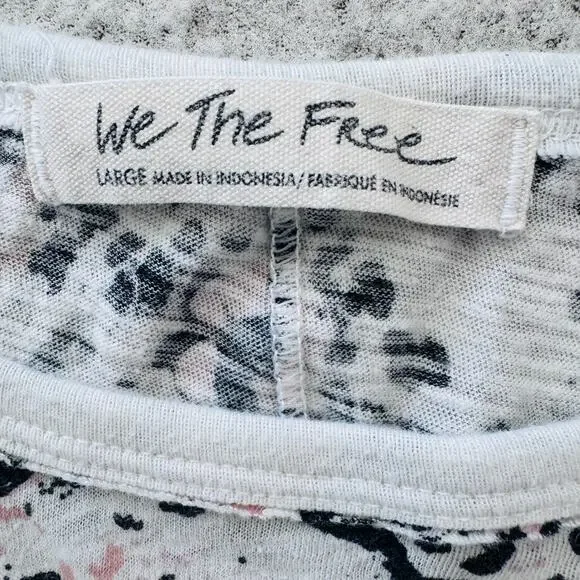 We The Free
LARGE MADE IN INDONESIA/FABRIQUÉ EN INDONÉSIE